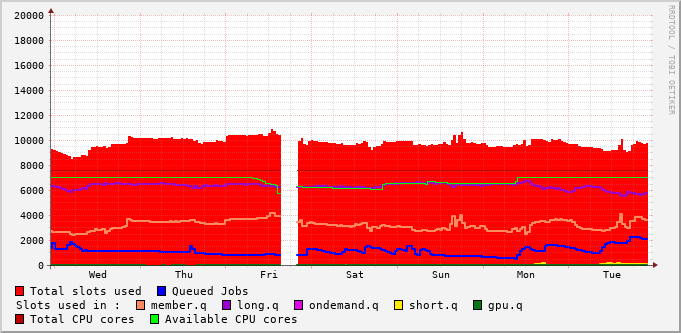 20000
18000
16000
14000
12000
10000
8000
6000
4000
2000
0
Wed Thu Fri Sat Sun Mon Tue
RRDTOOL / TOBI OETIKER
Total slots used Queued Jobs
Slots used in : member.q long.q ondemand.q short.q gpu.q
Total CPU cores Available CPU cores